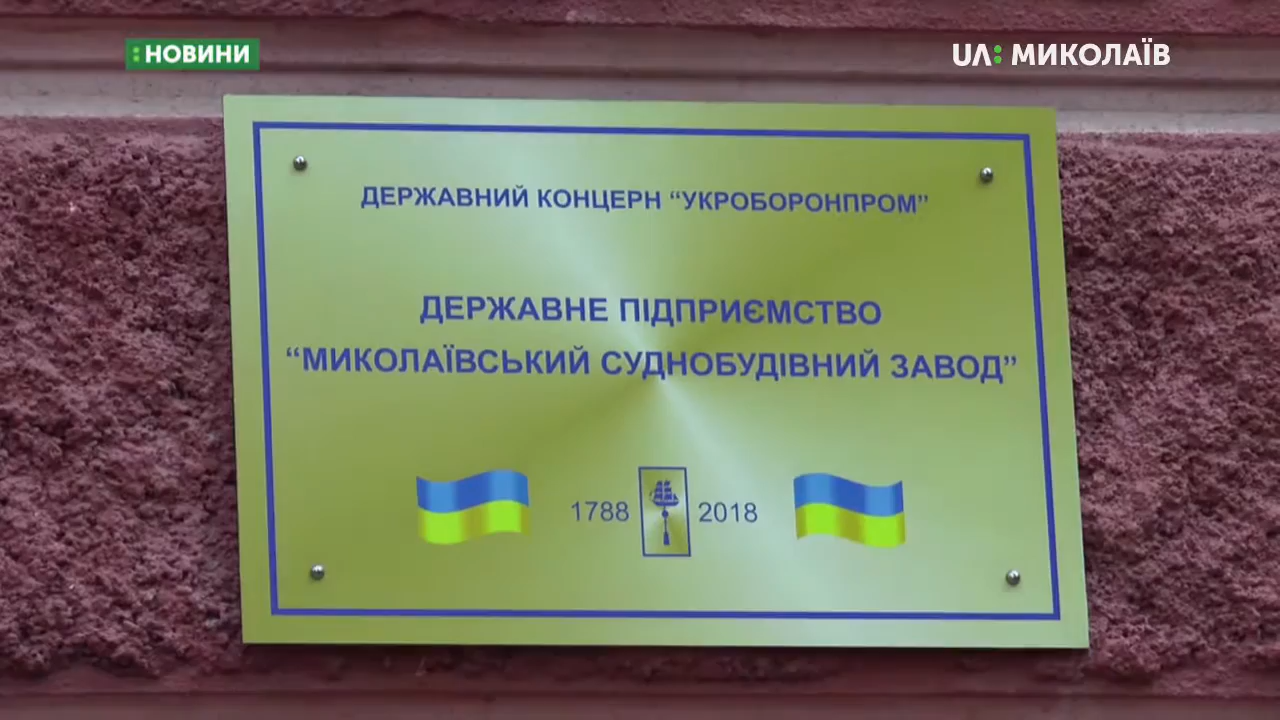 :НОВИНИ
UA: МИКОЛАЇВ
ДЕРЖАВНИЙ КОНЦЕРН “УКРОБОРОНПРОМ”
ДЕРЖАВНЕ ПІДПРИЄМСТВО
“МИКОЛАЇВСЬКИЙ СУДНОБУДІВНИЙ ЗАВОД”
1788 2018